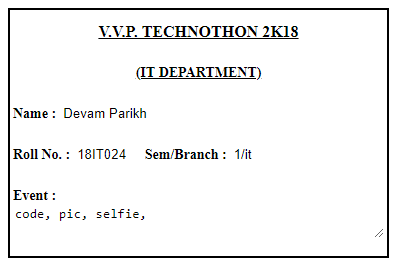 V.V.P. TECHNOTHON 2K18
(IT DEPARTMENT)
Name : Devam Parikh
Roll No. : 18IT024 Sem/Branch : 1/it
Event :
code, pic, selfie,